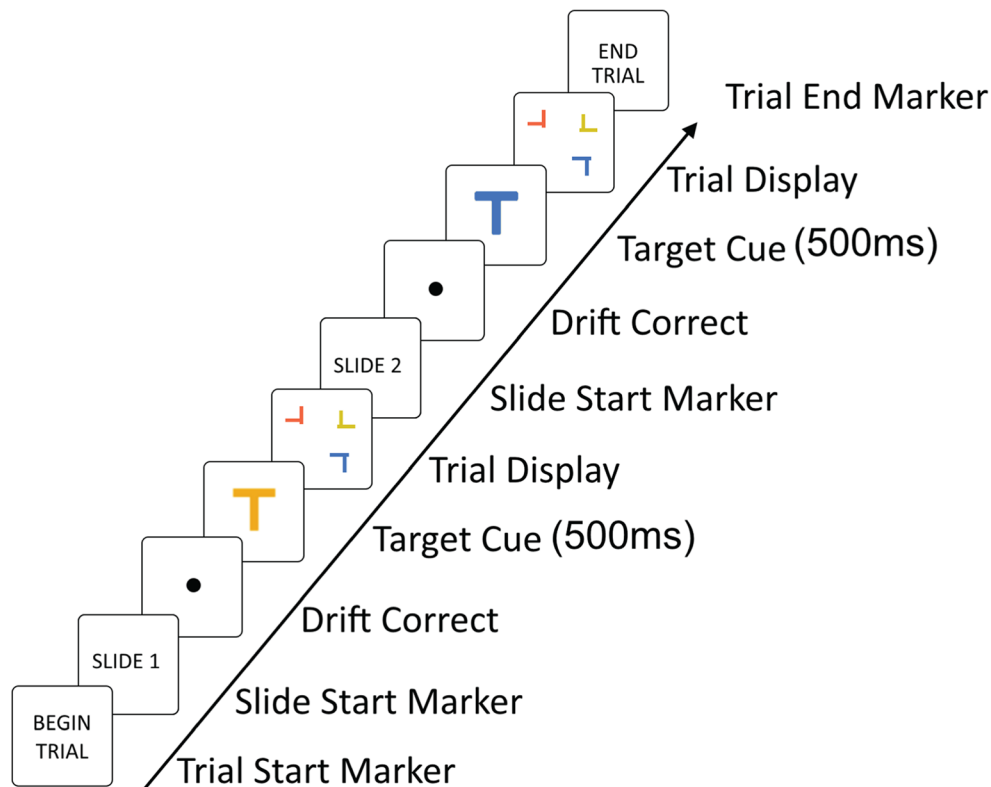 END
TRIAL
Trial End Marker
Trial Display
T
Target Cue (500ms)
Drift Correct
SLIDE 2
Slide Start Marker
Trial Display
T
Target Cue (500ms)
Drift Correct
SLIDE 1
Slide Start Marker
BEGIN
TRIAL
Trial Start Marker